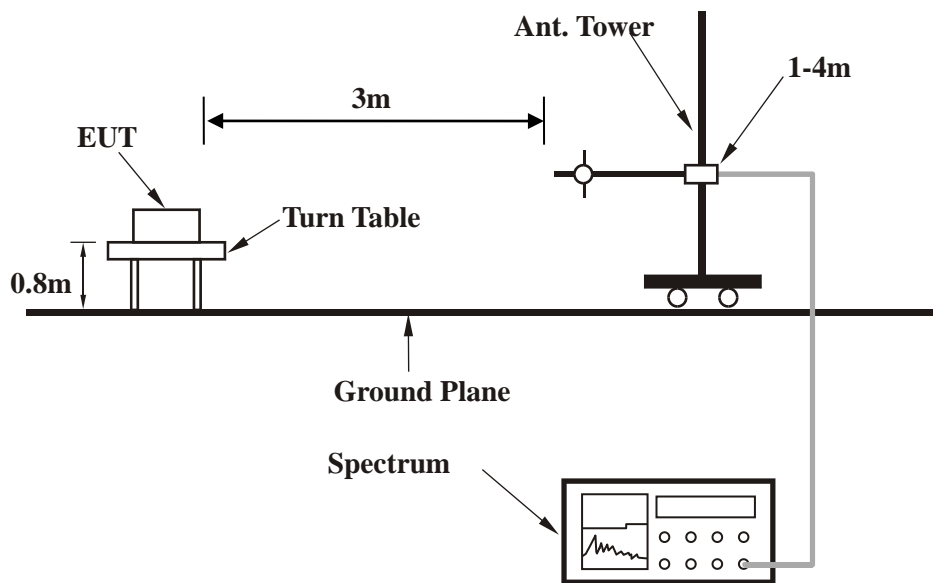 Ant. Tower
1-4m
3m
EUT
Turn Table
0.8m
Ground Plane
Spectrum